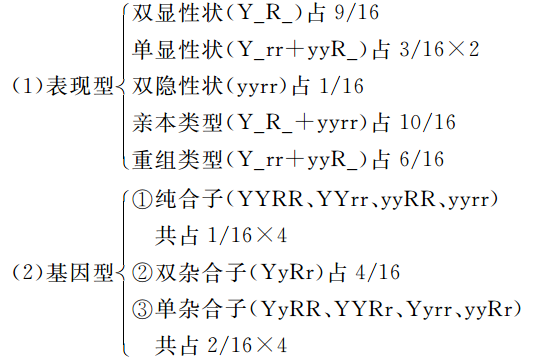 双显性状(Y_R_)占 9/16
单显性状(Y_rr＋yyR_)占 3/16×2
(1)表现型 双隐性状(yyrr)占 1/16
亲本类型(Y_R_＋yyrr)占 10/16
重组类型(Y_rr＋yyR_)占 6/16
①纯合子(YYRR、YYrr、yyRR、yyrr)
共占 1/16×4
(2)基因型 ②双杂合子(YyRr)占 4/16
③单杂合子(YyRR、YYRr、Yyrr、yyRr)
共占 2/16×4